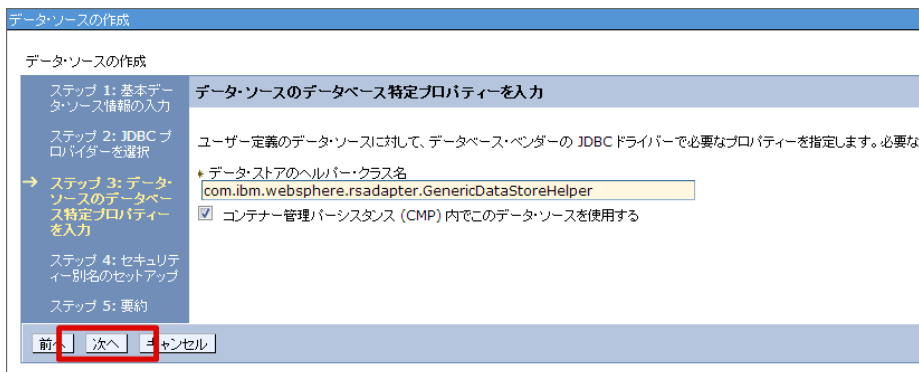 データ・ソースの作成
データ・ソースの作成
ステップ 1: 基本デー
タ・ソース情報の入力
ステップ 2: JDBC プ
ロバイダーを選択
ステップ 3: データ・
ソースのデータベー
ス特定プロパティー
を入力
ステップ 4: セキュリテ
ィー別名のセットアップ
ステップ 5: 要約
データ・ソースのデータベース特定プロパティーを入力
ユーザー定義のデータ・ソースに対して、データベース・ベンダーの JDBC ドライバーで必要なプロパティーを指定します。必要な
データ・ストアのヘルパー・クラス名
com.ibm.websphere.rsadapter.GenericDataStoreHelper
コンテナー管理パーシスタンス (CMP) 内でこのデータ・ソースを使用する
前へ 次へ キャンセル